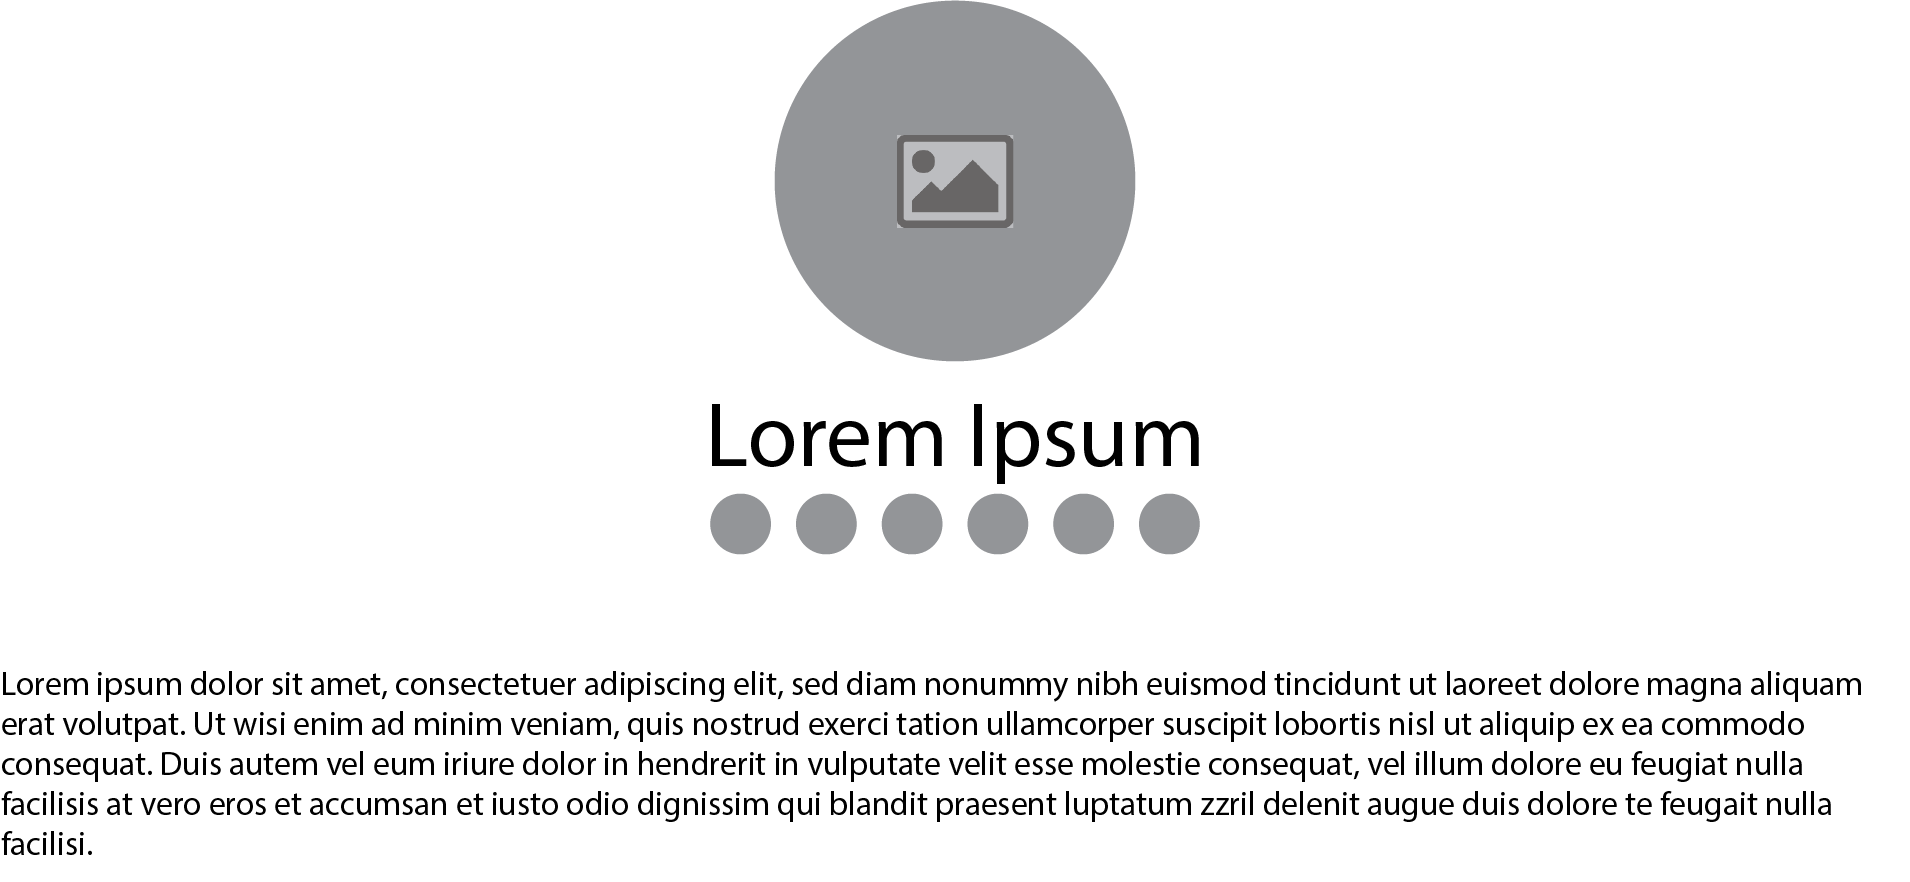 Lorem Ipsum
Lorem ipsum dolor sit amet, consectetuer adipiscing elit, sed diam nonummy nibh euismod tincidunt ut laoreet dolore magna aliquam
erat volutpat. Ut wisi enim ad minim veniam, quis nostrud exerci tation ullamcorper suscipit lobortis nisl ut aliquip ex ea commodo
consequat. Duis autem vel eum iriure dolor in hendrerit in vulputate velit esse molestie consequat, vel illum dolore eu feugiat nulla
facilisis at vero eros et accumsan et iusto odio dignissim qui blandit praesent luptatum zzril delenit augue duis dolore te feugait nulla
facilisi.